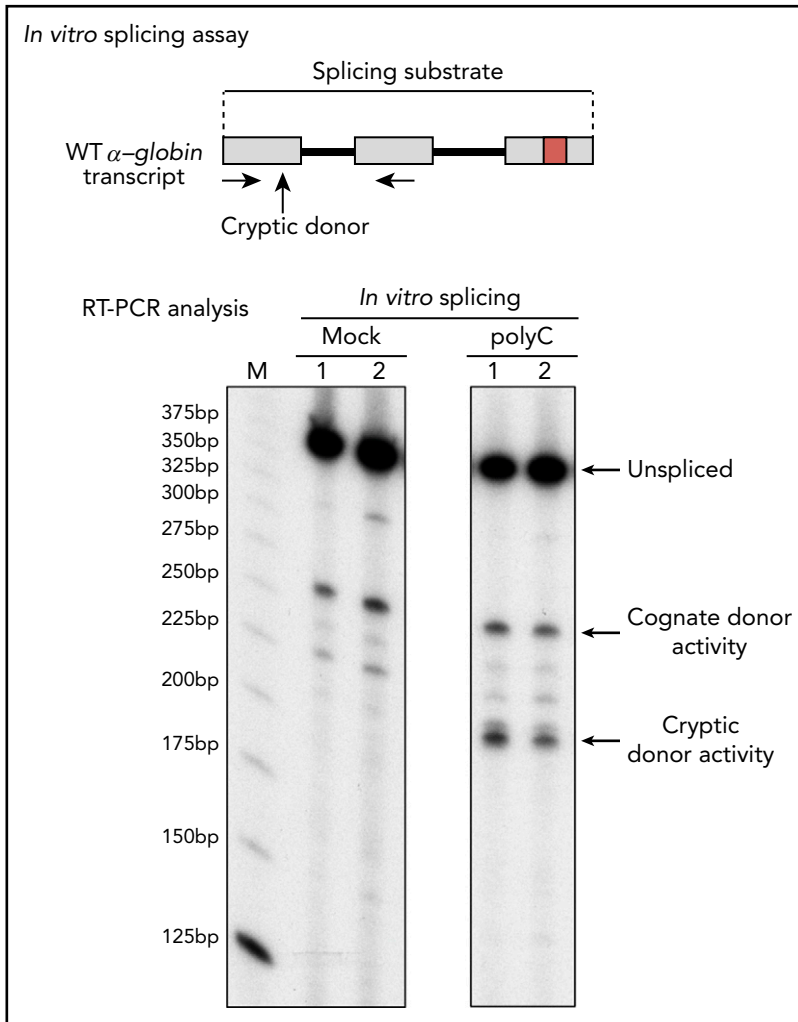 In vitro splicing assay
Splicing substrate
WT α–globin
transcript
Cryptic donor
RT-PCR analysis
In vitro splicing
Mock
polyC
M
1
2
1
2
375bp
350bp
325bp
300bp
275bp
250bp
225bp
200bp
175bp
150bp
125bp
Unspliced
Cognate donor
activity
Cryptic
donor activity